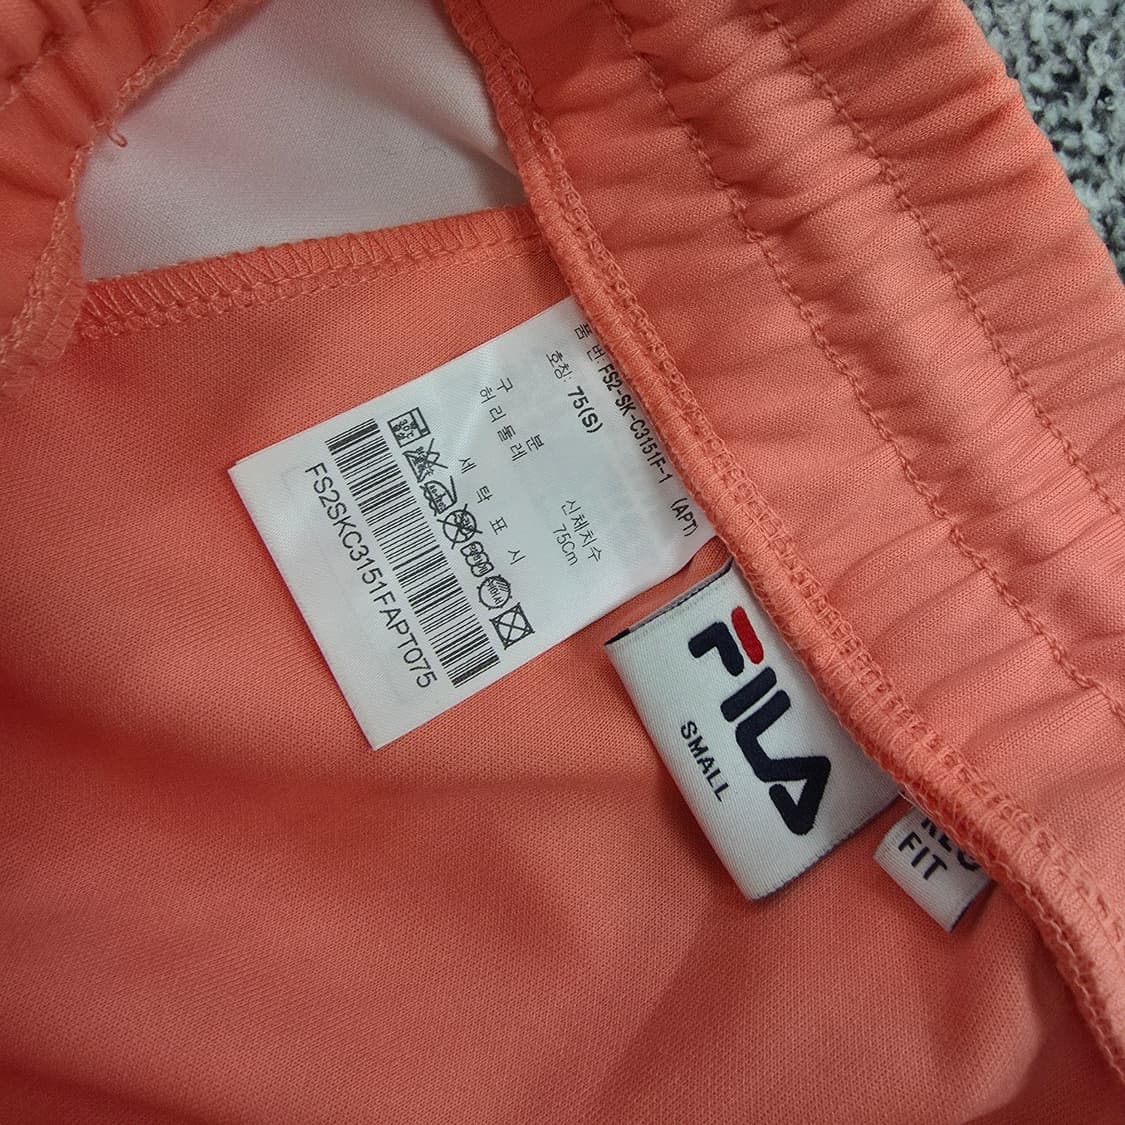 품 번: FS2-SK-C3151F-1 (APT)
호칭: 75(S)
구 분 신체치수
허리둘레 75Cm
세 탁 표 시
FS2SKC3151FAPT075
FILA
SMALL
FIT